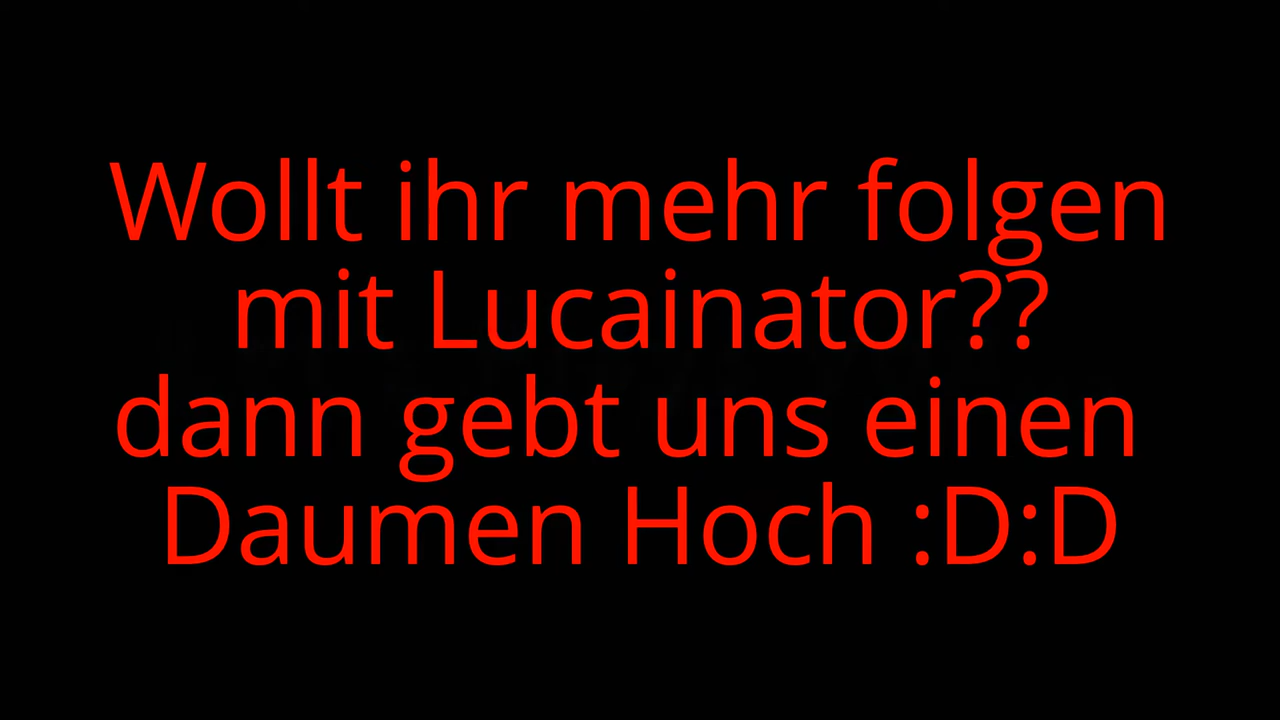 Wollt ihr mehr folgen
mit Lucainator??
dann gebt uns einen
Daumen Hoch :D:D